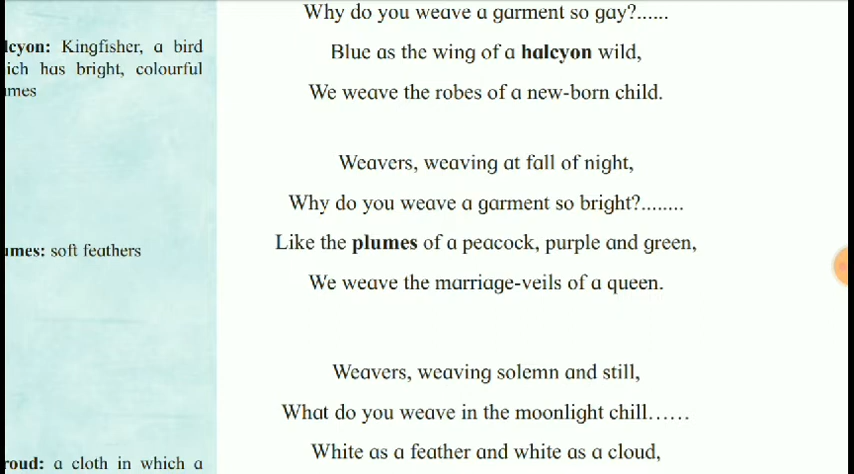 lcyon: Kingfisher, a bird
ich has bright, colourful
mes
umes: soft feathers
roud: a cloth in which a
Why do you weave a garment so gay?......
Blue as the wing of a halcyon wild,
We weave the robes of a new-born child.
Weavers, weaving at fall of night,
Why do you weave a garment so bright?........
Like the plumes of a peacock, purple and green,
We weave the marriage-veils of a queen.
Weavers, weaving solemn and still,
What do you weave in the moonlight chill......
White as a feather and white as a cloud,